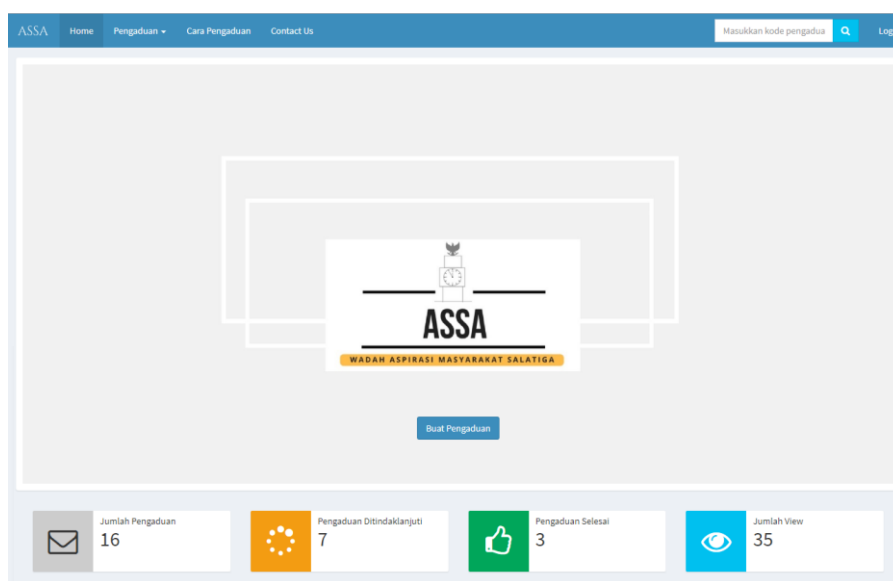 ASSA Home Pengaduan Cara Pengaduan Contact Us Masukkan kode pengadua Log
ASSA
WADAH ASPIRASI MASYARAKAT SALATIGA
Buat Pengaduan
Jumlah Pengaduan
16
Pengaduan Ditindaklanjuti
7
Pengaduan Selesai
3
Jumlah View
35